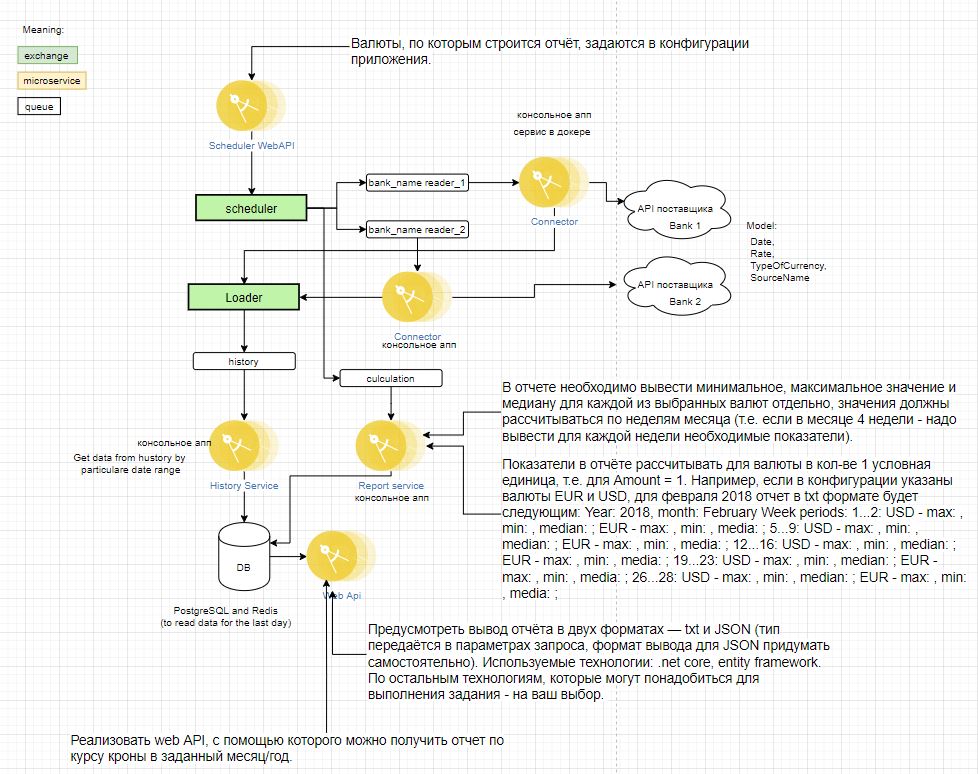 Meaning:
exchange
microservice
queue
Валюты, по которым строится отчёт, задаются в конфигурации
приложения.
Scheduler WebAPI
консольное апп
сервис в докере
scheduler
bank_name reader_1
bank_name reader_2
Connector
API поставщика
Bank 1
Model:
Date,
Rate,
TypeOfCurrency,
SourceName
API поставщика
Bank 2
Loader
Connector
консольное апп
history
culculation
В отчете необходимо вывести минимальное, максимальное значение и
медиану для каждой из выбранных валют отдельно, значения должны
рассчитываться по неделям месяца (т.е. если в месяце 4 недели - надо
вывести для каждой недели необходимые показатели).
консольное апп
Get data from hustory by
particulare date range
History Service
Report service
консольное апп
Показатели в отчёте рассчитывать для валюты в кол-ве 1 условная
единица, т.е. для Amount = 1. Например, если в конфигурации указаны
валюты EUR и USD, для февраля 2018 отчет в txt формате будет
следующим: Year: 2018, month: February Week periods: 1...2: USD - max: ,
min: , median: ; EUR - max: , min: , media: ; 5...9: USD - max: , min: ,
median: ; EUR - max: , min: , media: ; 12...16: USD - max: , min: , median: ;
EUR - max: , min: , media: ; 19...23: USD - max: , min: , median: ; EUR -
max: , min: , media: ; 26...28: USD - max: , min: , median: ; EUR - max: , min:
, media: ;
DB
Web Api
PostgreSQL and Redis
(to read data for the last day)
Предусмотреть вывод отчёта в двух форматах — txt и JSON (тип
передаётся в параметрах запроса, формат вывода для JSON придумать
самостоятельно). Используемые технологии: .net core, entity framework.
По остальным технологиям, которые могут понадобиться для
выполнения задания - на ваш выбор.
Реализовать web API, с помощью которого можно получить отчет по
курсу кроны в заданный месяц/год.